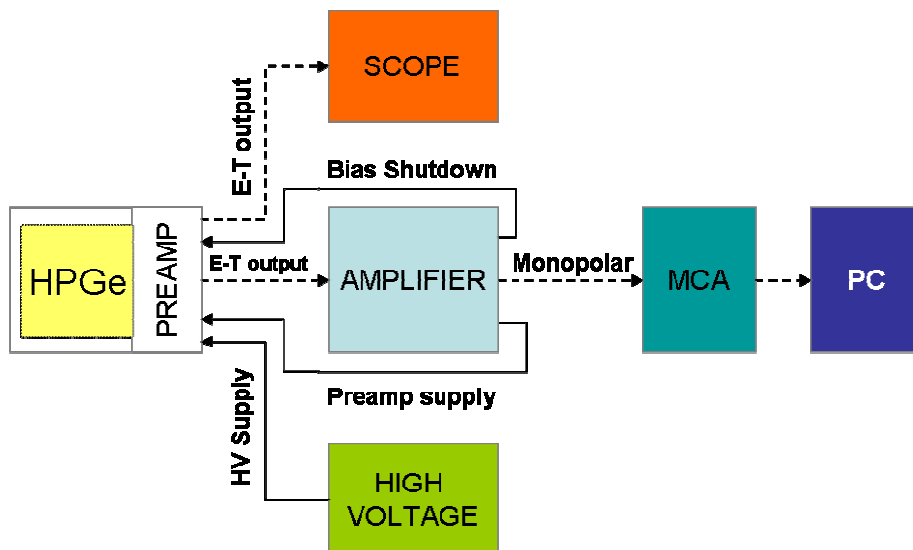 SCOPE
E-T output
Bias Shutdown
HPGe
PREAMP
E-T output
AMPLIFIER
Monopolar
MCA
PC
Preamp supply
HV Supply
HIGH
VOLTAGE